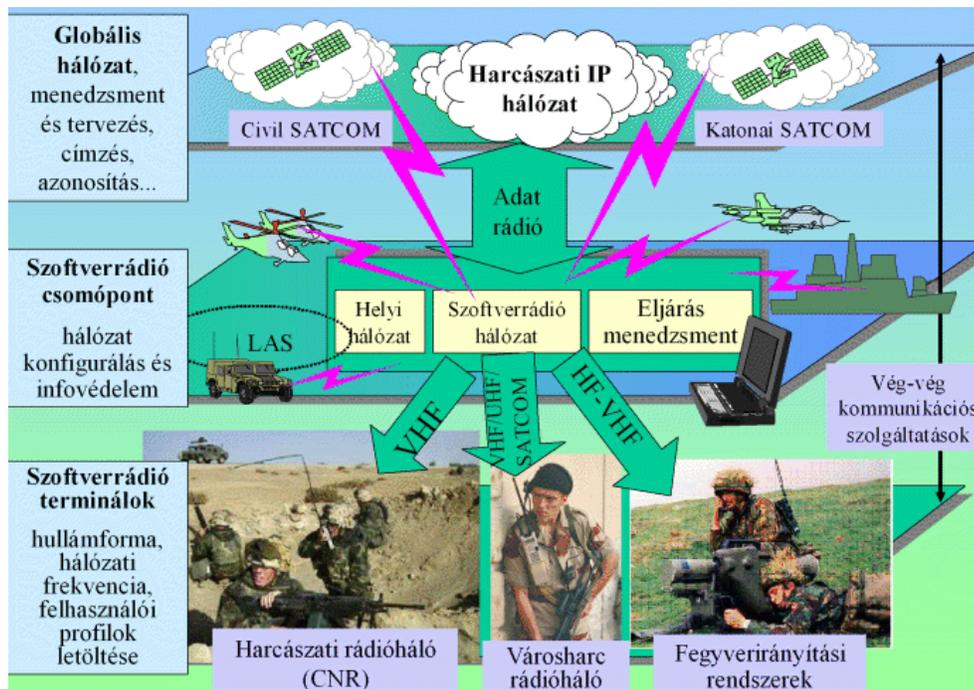 Globális
hálózat,
menedzsment
és tervezés,
címzés,
azonosítás...
Civil SATCOM
Harcászati IP
hálózat
Katonai SATCOM
Adat
rádió
Szoftverrádió
csomópont
hálózat
konfigurálás és
infovédelem
LAS
Helyi
hálózat
Szoftverrádió
hálózat
Eljárás
menedzsment
Vég-vég
kommunikációs
szolgáltatások
VHF
VHF/UHF/
SATCOM
HF-VHF
Szoftverrádió
terminálok
hullámforma,
hálózati
frekvencia,
felhasználói
profilok
letöltése
Harcászati rádióháló
(CNR)
Városharc
rádióháló
Fegyverirányítási
rendszerek